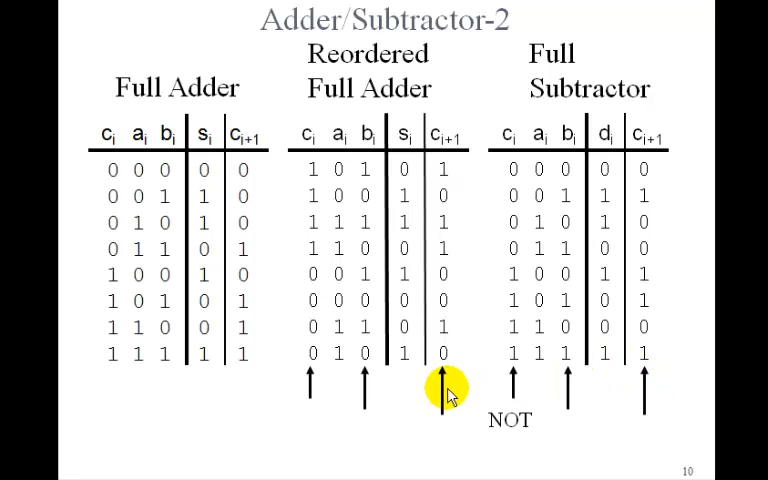 Adder/Subtractor-2
Full Adder
Reordered Full Adder
Full Subtractor
ci ai bi si ci+1 ci ai bi si ci+1 ci ai bi di ci+1
0 0 0 0 0 1 0 1 0 1 0 0 0 0 0
0 0 1 1 0 1 0 0 1 0 0 0 1 1 1
0 1 0 1 0 1 1 1 1 1 0 1 0 1 0
0 1 1 0 1 1 1 0 0 1 0 1 1 0 0
1 0 0 1 0 0 0 1 1 0 1 0 0 1 1
1 0 1 0 1 0 0 0 0 0 1 0 1 0 1
1 1 0 0 1 0 1 1 0 1 1 1 0 0 0
1 1 1 1 1 0 1 0 1 0 1 1 1 1 1
NOT
10